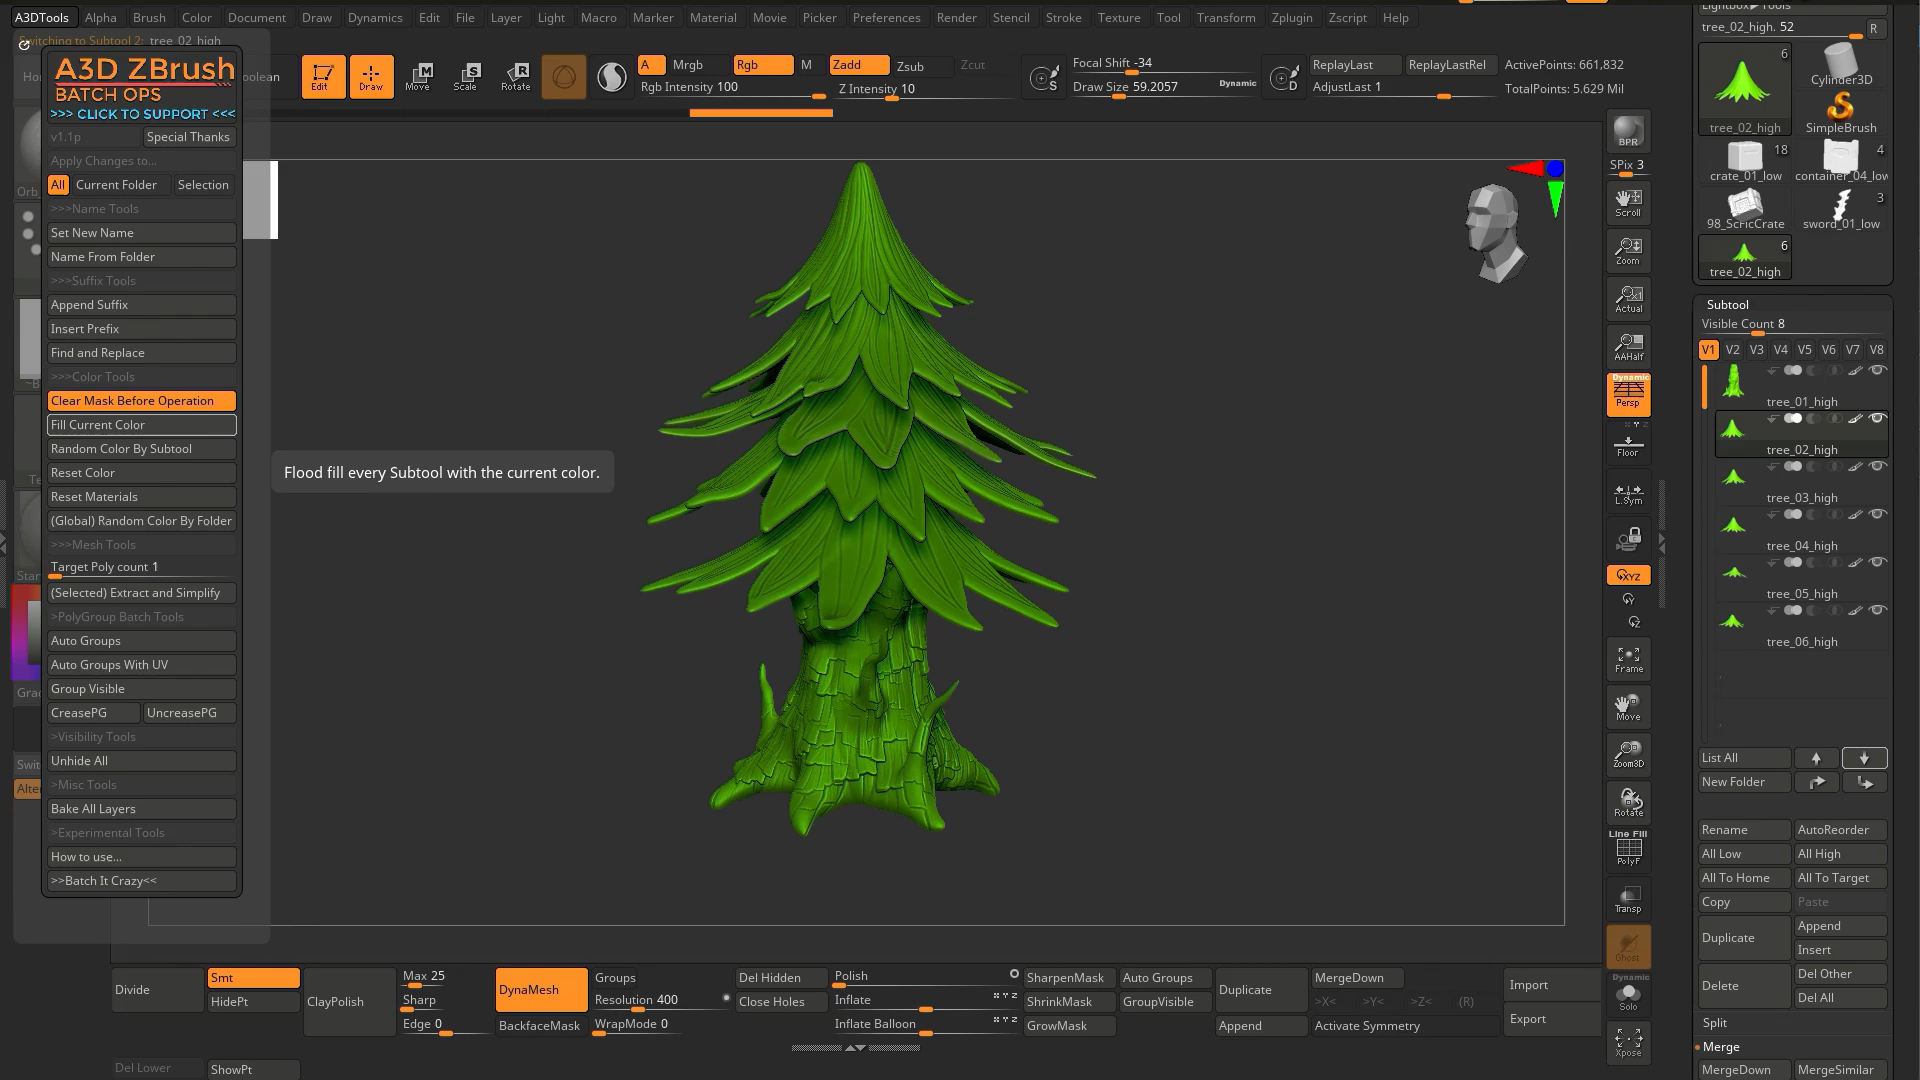 A3DTools Alpha Brush Color Document Draw Dynamics Edit File Layer Light Macro Marker Material Movie Picker Preferences Render Stencil Stroke Texture Tool Transform Zplugin Zscript Help
Switching to Subtool 2: tree_02_high
A3D ZBrush
BATCH OPS
>>> CLICK TO SUPPORT <<<
v1.1p Special Thanks
Apply Changes to...
All Current Folder Selection
>>>Name Tools
Set New Name
Name From Folder
>>>Suffix Tools
Append Suffix
Insert Prefix
Find and Replace
>>>Color Tools
Clear Mask Before Operation
Fill Current Color
Random Color By Subtool
Reset Color
Reset Materials
(Global) Random Color By Folder
>>>Mesh Tools
Target Poly count 1
(Selected) Extract and Simplify
>PolyGroup Batch Tools
Auto Groups
Auto Groups With UV
Group Visible
CreasePG UncreasePG
>Visibility Tools
Unhide All
>Misc Tools
Bake All Layers
>Experimental Tools
How to use...
>>Batch It Crazy<<
Flood fill every Subtool with the current color.
Edit Draw Move Scale Rotate
A Mrgb Rgb M Zadd Zsub Zcut
Rgb Intensity 100 Z Intensity 10
Focal Shift -34
Draw Size 59.2057 Dynamic
ReplayLast ReplayLastRel
AdjustLast 1
ActivePoints: 661,832
TotalPoints: 5.629 Mil
BPR
SPix 3
Scroll
Zoom
Actual
AAHalf
Dynamic
Persp
Floor
L.Sym
XYZ
Y
Z
Frame
Move
Zoom3D
Rotate
Line Fill
PolyF
Transp
Ghost
Dynamic
Solo
Xpose
Lightbox▶Tools
tree_02_high. 52 R
6
tree_02_high
Cylinder3D
SimpleBrush
18
crate_01_low
4
container_04_low
98_ScFicCrate
3
sword_01_low
6
tree_02_high
Subtool
Visible Count 8
V1 V2 V3 V4 V5 V6 V7 V8
tree_01_high
tree_02_high
tree_03_high
tree_04_high
tree_05_high
tree_06_high
List All
New Folder
Rename AutoReorder
All Low All High
All To Home All To Target
Copy Paste
Duplicate Append
Insert
Delete Del Other
Del All
Split
Merge
MergeDown MergeSimilar
Divide
Smt
HidePt
ClayPolish
Max 25
Sharp
Edge 0
DynaMesh
BackfaceMask
Groups
Resolution 400
WrapMode 0
Del Hidden
Close Holes
Polish
Inflate
Inflate Balloon
SharpenMask
ShrinkMask
GrowMask
Auto Groups
GroupVisible
Duplicate
Append
MergeDown
>X< >Y< >Z< (R)
Activate Symmetry
Import
Export
Del Lower ShowPt